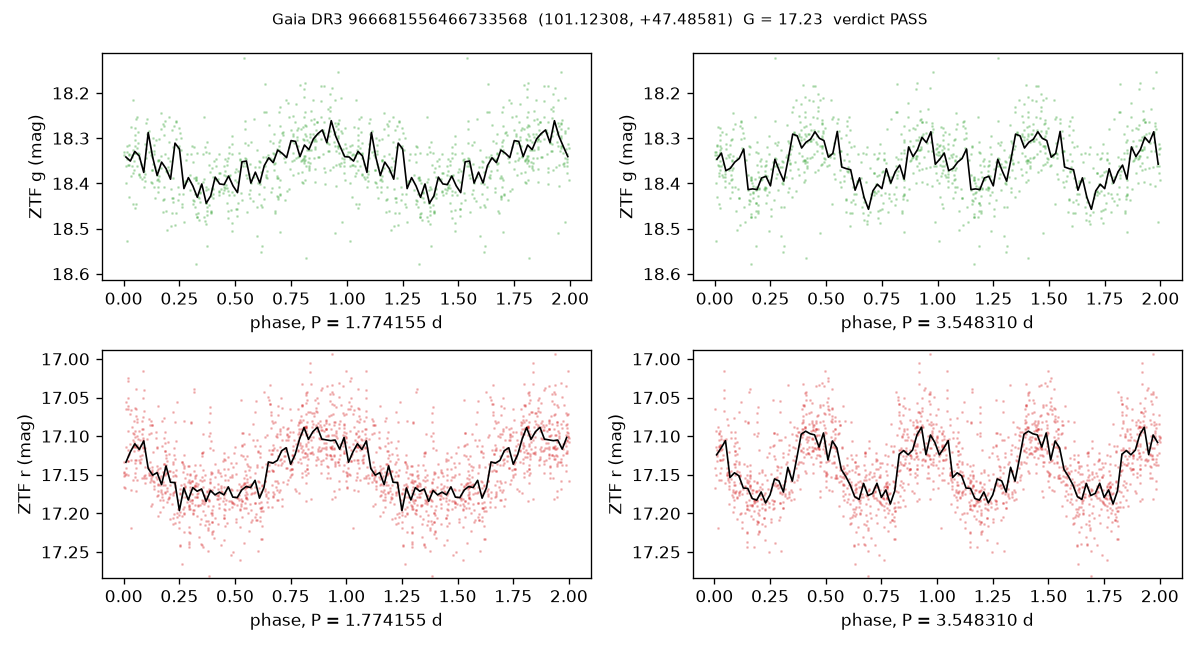 Gaia DR3 966681556466733568 (101.12308, +47.48581) G = 17.23 verdict PASS
ZTF g (mag)
18.2
18.3
18.4
18.5
18.6
0.00 0.25 0.50 0.75 1.00 1.25 1.50 1.75 2.00
phase, P = 1.774155 d
ZTF g (mag)
18.2
18.3
18.4
18.5
18.6
0.00 0.25 0.50 0.75 1.00 1.25 1.50 1.75 2.00
phase, P = 3.548310 d
ZTF r (mag)
17.00
17.05
17.10
17.15
17.20
17.25
0.00 0.25 0.50 0.75 1.00 1.25 1.50 1.75 2.00
phase, P = 1.774155 d
ZTF r (mag)
17.00
17.05
17.10
17.15
17.20
17.25
0.00 0.25 0.50 0.75 1.00 1.25 1.50 1.75 2.00
phase, P = 3.548310 d